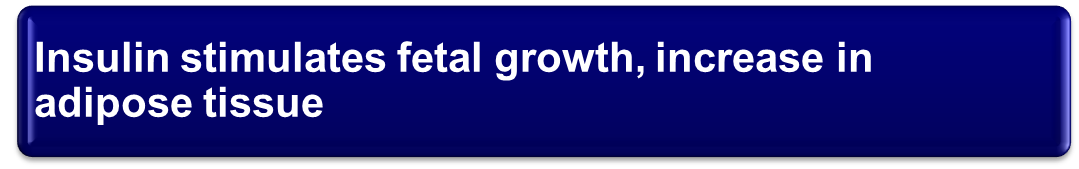 Insulin stimulates fetal growth, increase in
adipose tissue